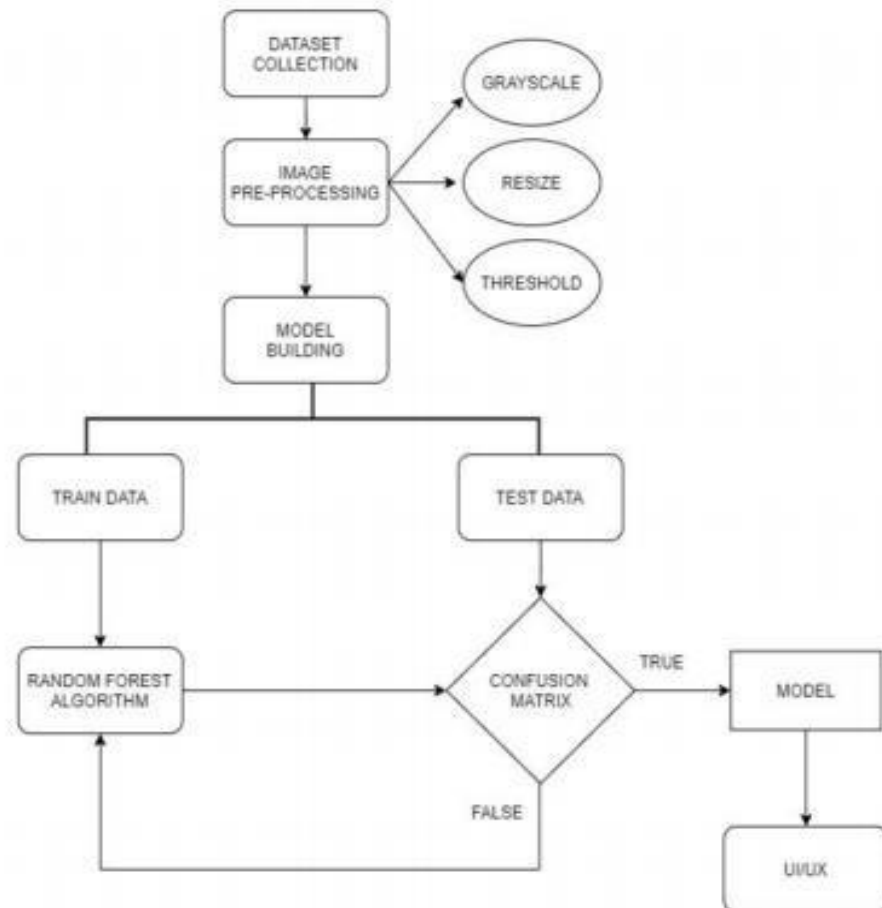 DATASET
COLLECTION
GRAYSCALE
IMAGE
PRE-PROCESSING
RESIZE
THRESHOLD
MODEL
BUILDING
TRAIN DATA
TEST DATA
RANDOM FOREST
ALGORITHM
CONFUSION
MATRIX
TRUE
MODEL
FALSE
UI/UX